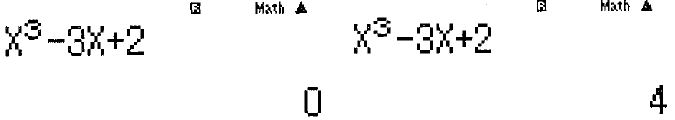 R Math ▲
X³-3X+2
0
R Math ▲
X³-3X+2
4